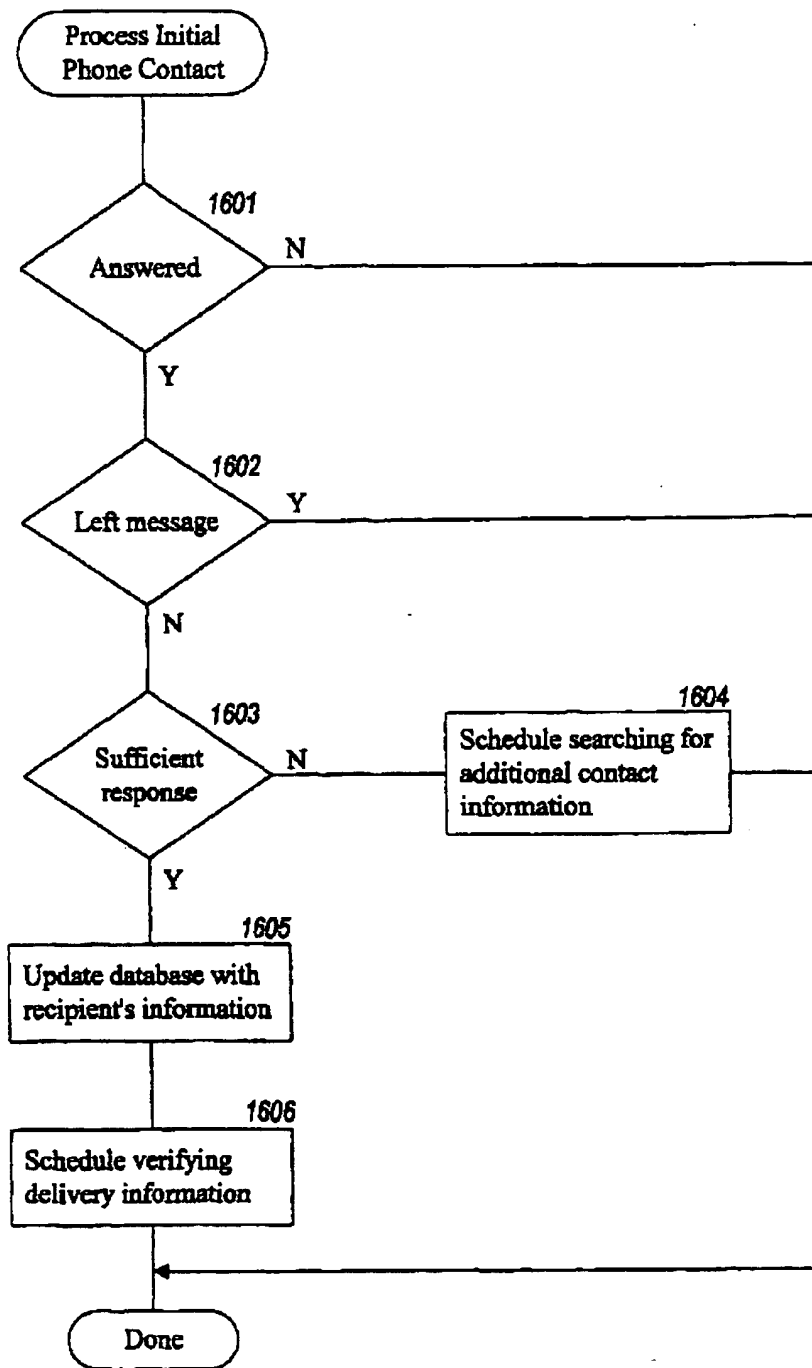 Process Initial
Phone Contact
1601
Answered
N
Y
1602
Left message
Y
N
1603
Sufficient
response
N
1604
Schedule searching for
additional contact
information
Y
1605
Update database with
recipient's information
1606
Schedule verifying
delivery information
Done